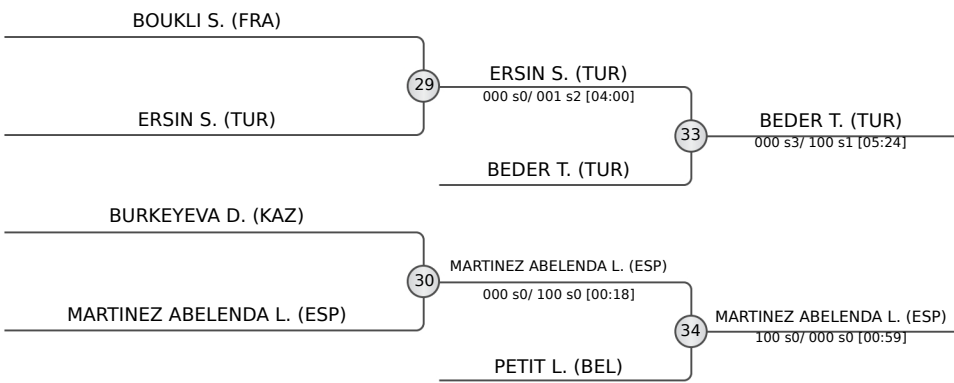 BOUKLI S. (FRA)
29
ERSIN S. (TUR)
ERSIN S. (TUR)
000 s0/ 001 s2 [04:00]
33
BEDER T. (TUR)
BEDER T. (TUR)
000 s3/ 100 s1 [05:24]
BURKEYEVA D. (KAZ)
30
MARTINEZ ABELENDA L. (ESP)
MARTINEZ ABELENDA L. (ESP)
000 s0/ 100 s0 [00:18]
34
PETIT L. (BEL)
MARTINEZ ABELENDA L. (ESP)
100 s0/ 000 s0 [00:59]